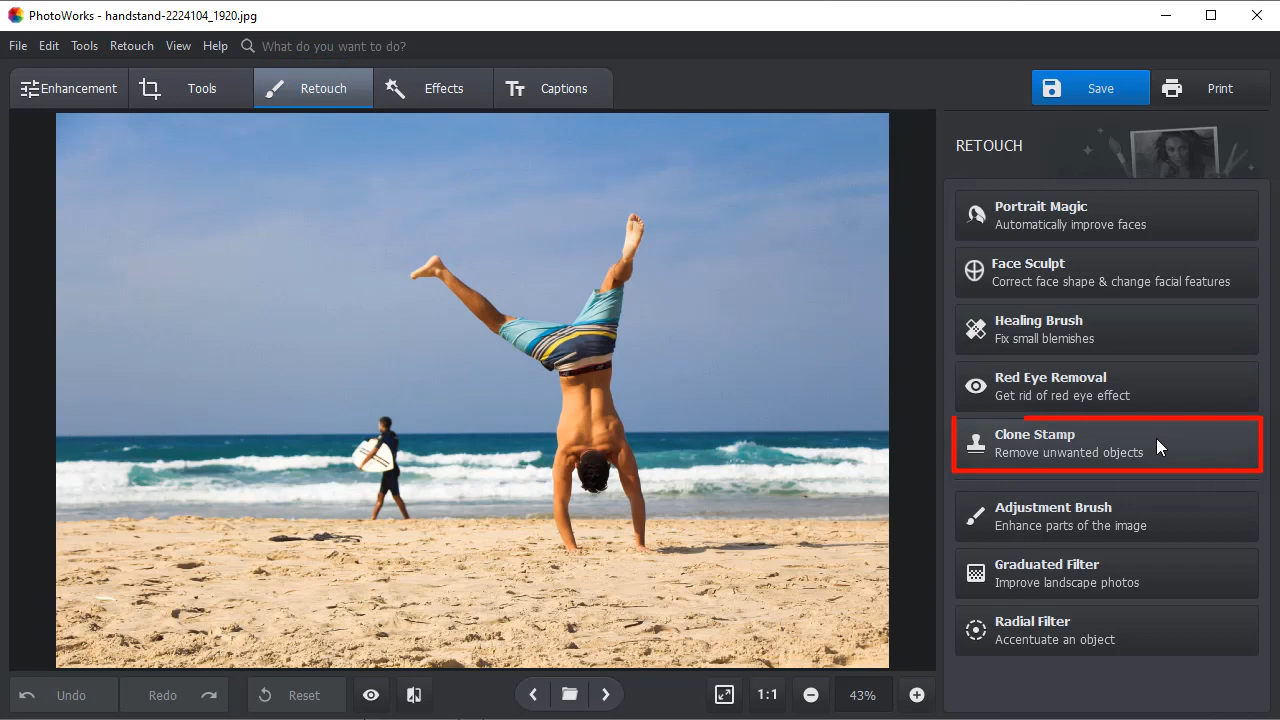 PhotoWorks - handstand-2224104_1920.jpg
File Edit Tools Retouch View Help What do you want to do?
Enhancement Tools Retouch Effects Captions Save Print
RETOUCH
Portrait Magic
Automatically improve faces
Face Sculpt
Correct face shape & change facial features
Healing Brush
Fix small blemishes
Red Eye Removal
Get rid of red eye effect
Clone Stamp
Remove unwanted objects
Adjustment Brush
Enhance parts of the image
Graduated Filter
Improve landscape photos
Radial Filter
Accentuate an object
Undo Redo Reset 1:1 43%